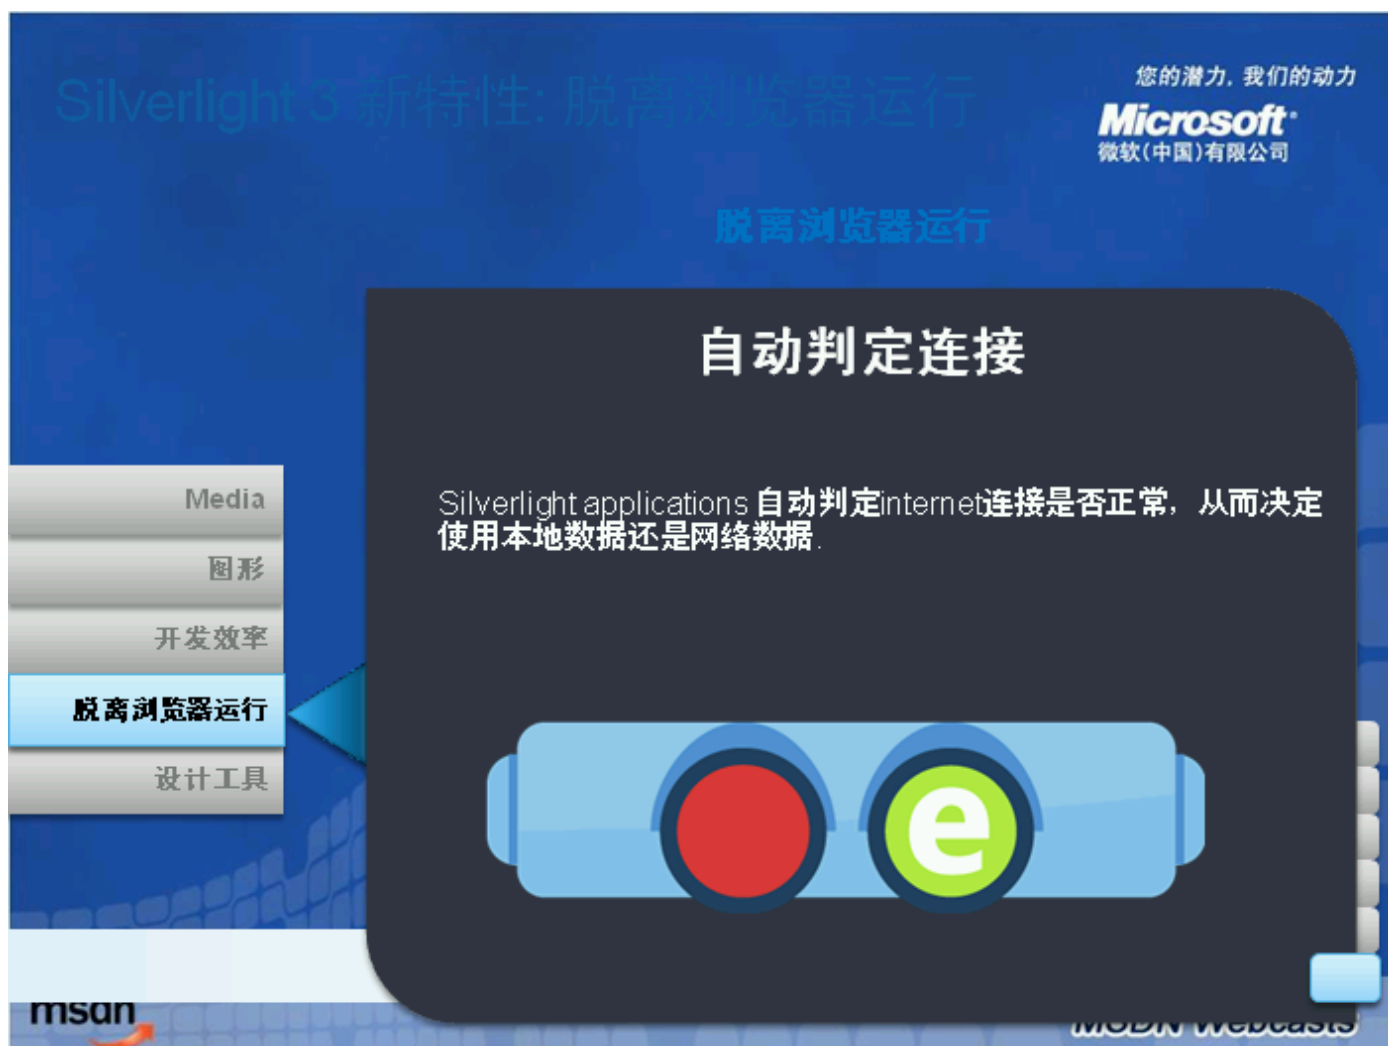 Silverlight 3 新特性: 脱离浏览器运行
您的潜力, 我们的动力
Microsoft
微软(中国)有限公司
脱离浏览器运行
自动判定连接
Silverlight applications 自动判定internet连接是否正常，从而决定
使用本地数据还是网络数据.
Media
图形
开发效率
脱离浏览器运行
设计工具
e
msdn
MSDN Webcasts